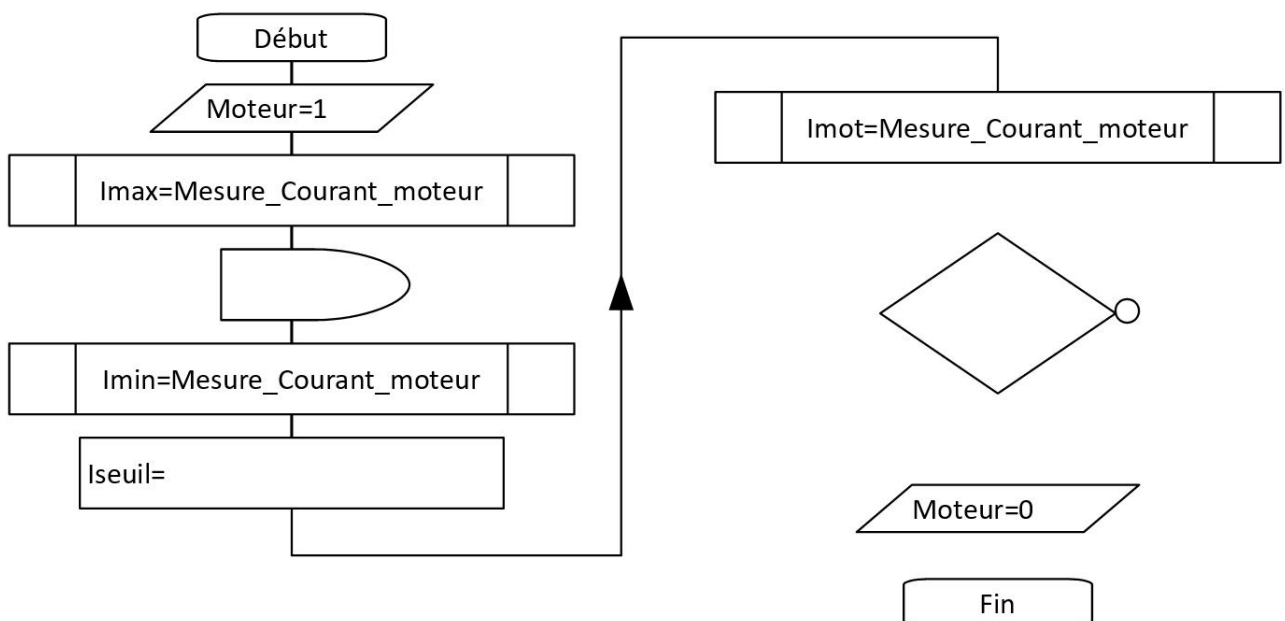 Début
Moteur=1
Imax=Mesure_Courant_moteur
Imin=Mesure_Courant_moteur
Iseuil=
Imot=Mesure_Courant_moteur
Moteur=0
Fin